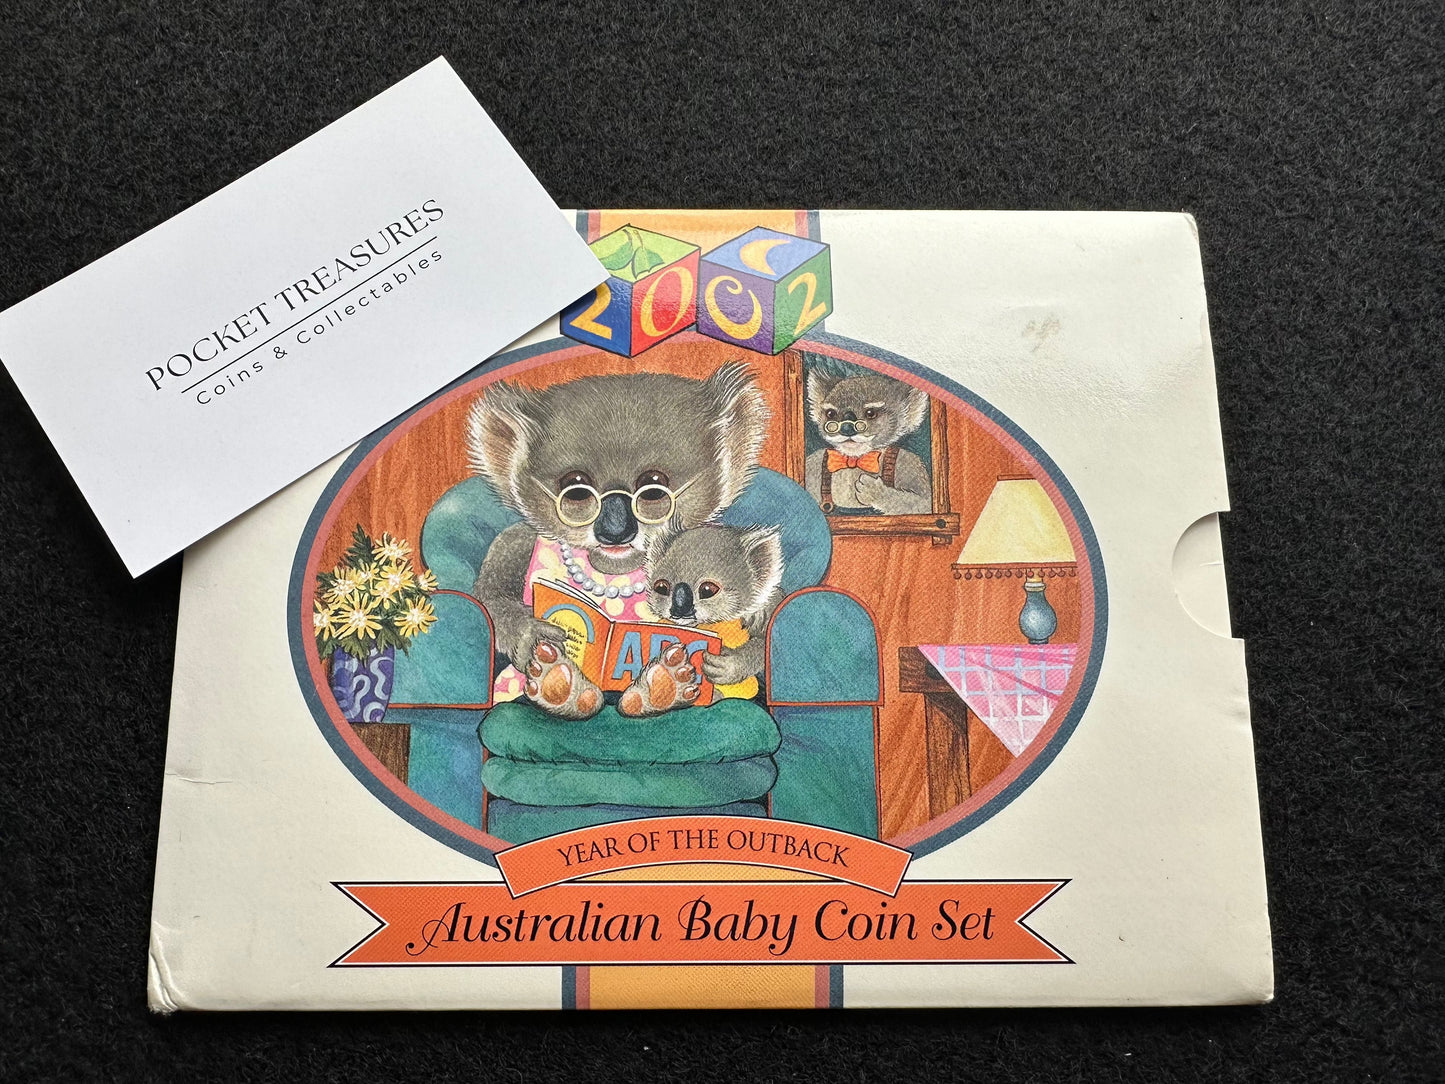 POCKET TREASURES
Coins & Collectables
2002
ABC
YEAR OF THE OUTBACK
Australian Baby Coin Set